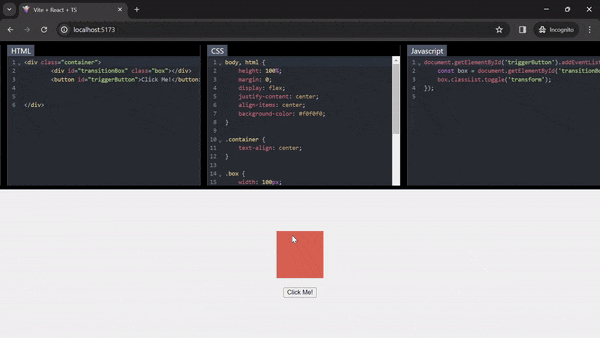 Vite + React + TS
localhost:5173
Incognito
HTML
1 <div class="container">
2 <div id="transitionBox" class="box"></div>
3 <button id="triggerButton">Click Me!</button>
4
5
6 </div>
CSS
1 body, html {
2 height: 100%;
3 margin: 0;
4 display: flex;
5 justify-content: center;
6 align-items: center;
7 background-color: #f0f0f0;
8 }
9
10 .container {
11 text-align: center;
12 }
13
14 .box {
15 width: 100px;
Javascript
1 document.getElementById('triggerButton').addEventList
2 const box = document.getElementById('transitionBo
3 box.classList.toggle('transform');
4 });
5
Click Me!